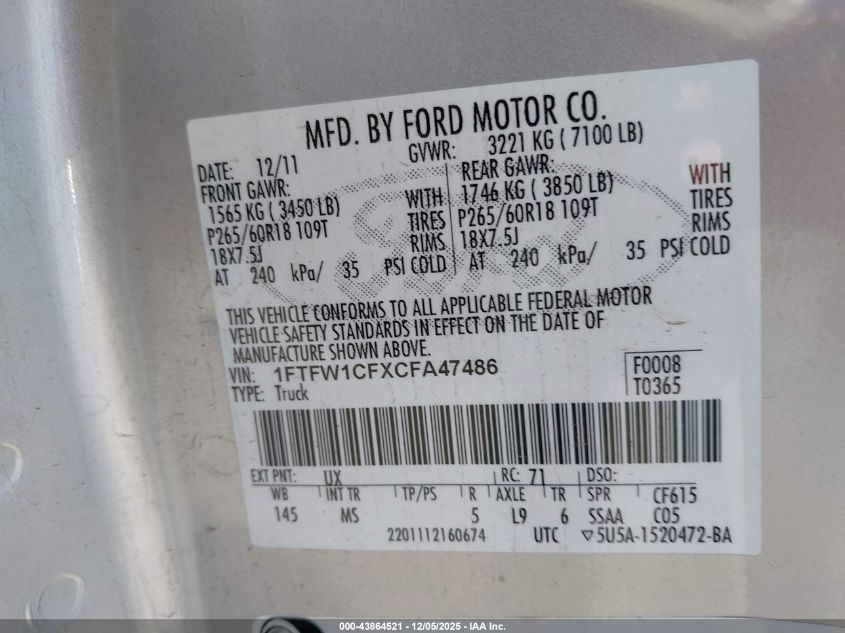 MFD. BY FORD MOTOR CO.
DATE: 12/11 GVWR: 3221 KG ( 7100 LB)
FRONT GAWR: REAR GAWR:
1565 KG ( 3450 LB) WITH 1746 KG ( 3850 LB) WITH
P265/60R18 109T TIRES P265/60R18 109T TIRES
18X7.5J RIMS 18X7.5J RIMS
AT 240 kPa/ 35 PSI COLD AT 240 kPa/ 35 PSI COLD
THIS VEHICLE CONFORMS TO ALL APPLICABLE FEDERAL MOTOR
VEHICLE SAFETY STANDARDS IN EFFECT ON THE DATE OF
MANUFACTURE SHOWN ABOVE.
VIN: 1FTFW1CFXCFA47486 F0008
TYPE: Truck T0365
EXT PNT: UX RC: 71 DSO:
WB INT TR TP/PS R AXLE TR SPR CF615
145 MS 5 L9 6 SSAA C05
2201112160674 UTC ▽5U5A-1520472-BA
000-43864521 - 12/05/2025 - IAA Inc.